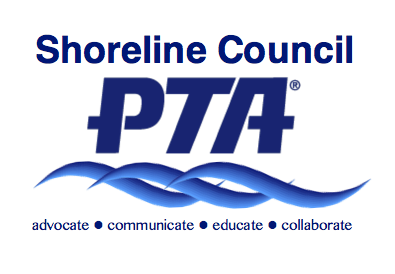 Shoreline Council
PTA®
advocate ● communicate ● educate ● collaborate